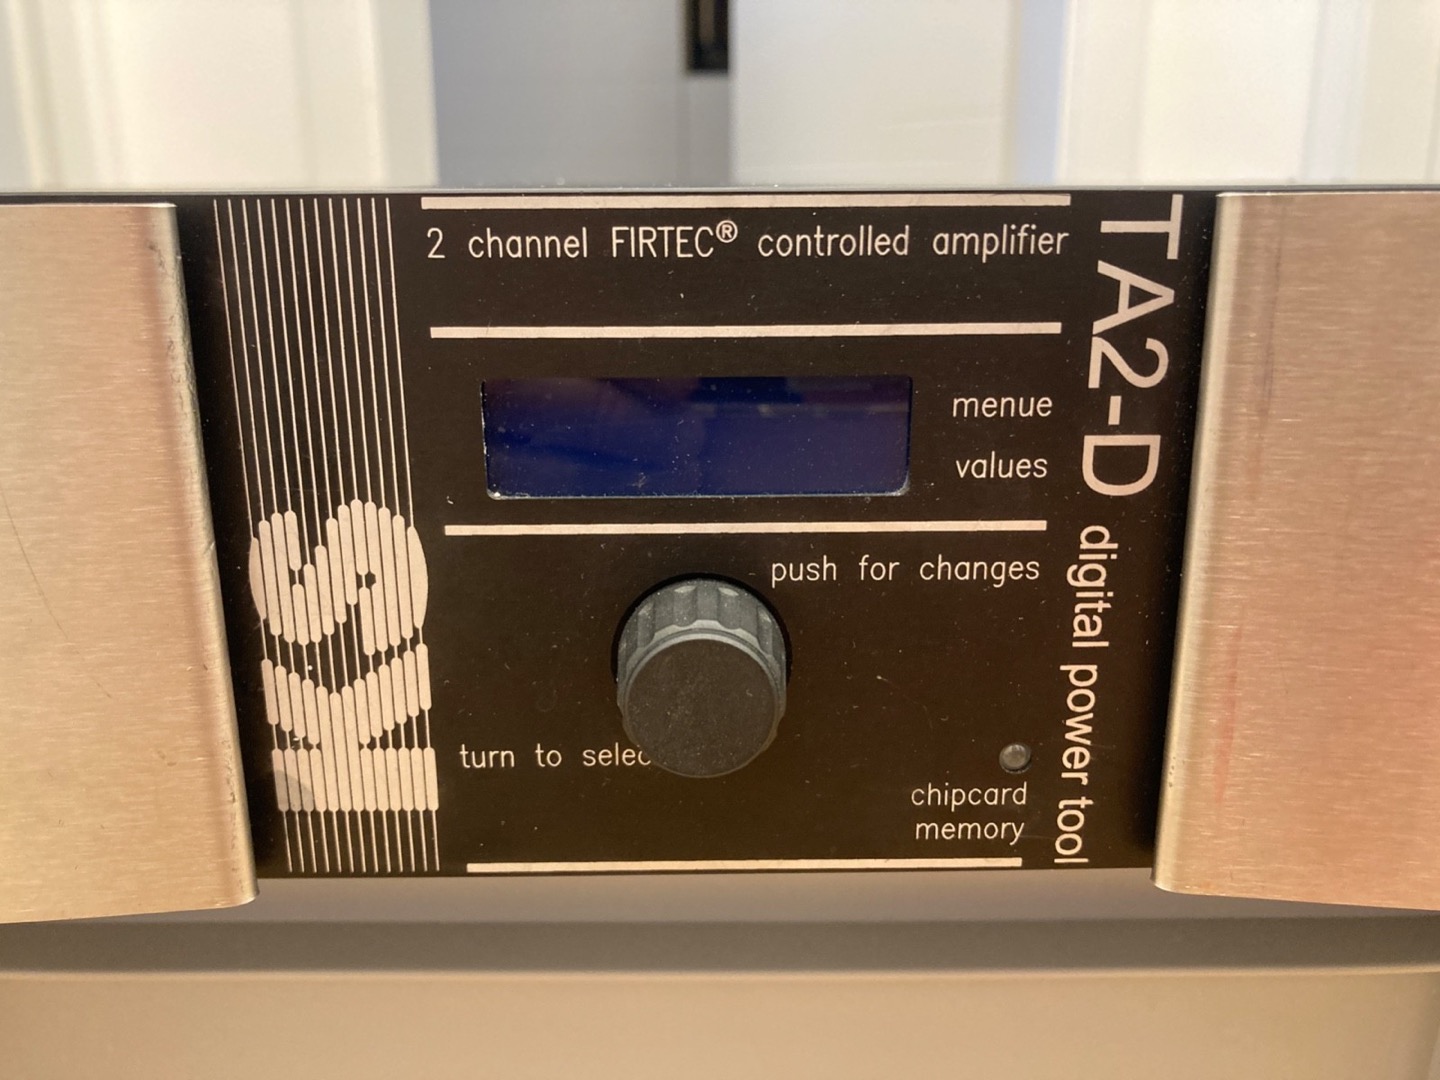 2 channel FIRTEC® controlled amplifier
menue
values
push for changes
turn to selec
chipcard
memory
TA2-D digital power tool
KS